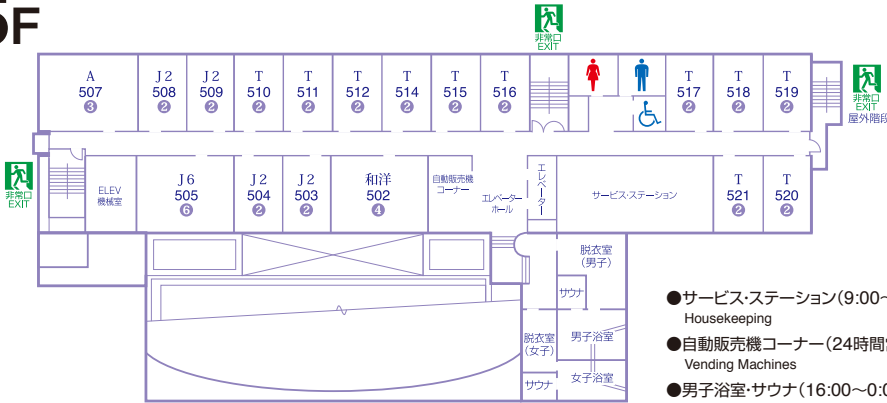 5F
非常口
EXIT
A
507
3
J2
508
2
J2
509
2
T
510
2
T
511
2
T
512
2
T
514
2
T
515
2
T
516
2
T
517
2
T
518
2
T
519
2
非常口
EXIT
屋外階段
非常口
EXIT
ELEV
機械室
J6
505
6
J2
504
2
J2
503
2
和洋
502
4
自動販売機
コーナー
エレベーター
ホール
エレベーター
サービス・ステーション
T
521
2
T
520
2
脱衣室
(男子)
サウナ
脱衣室
(女子)
男子浴室
サウナ
女子浴室
●サービス・ステーション(9:00~
Housekeeping
●自動販売機コーナー(24時間
Vending Machines
●男子浴室・サウナ(16:00~0:0